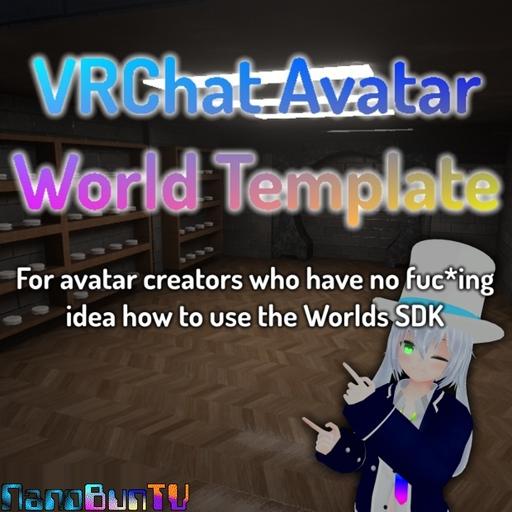 VRChat Avatar
World Template
For avatar creators who have no fuc*ing
idea how to use the Worlds SDK
NanoBunTV